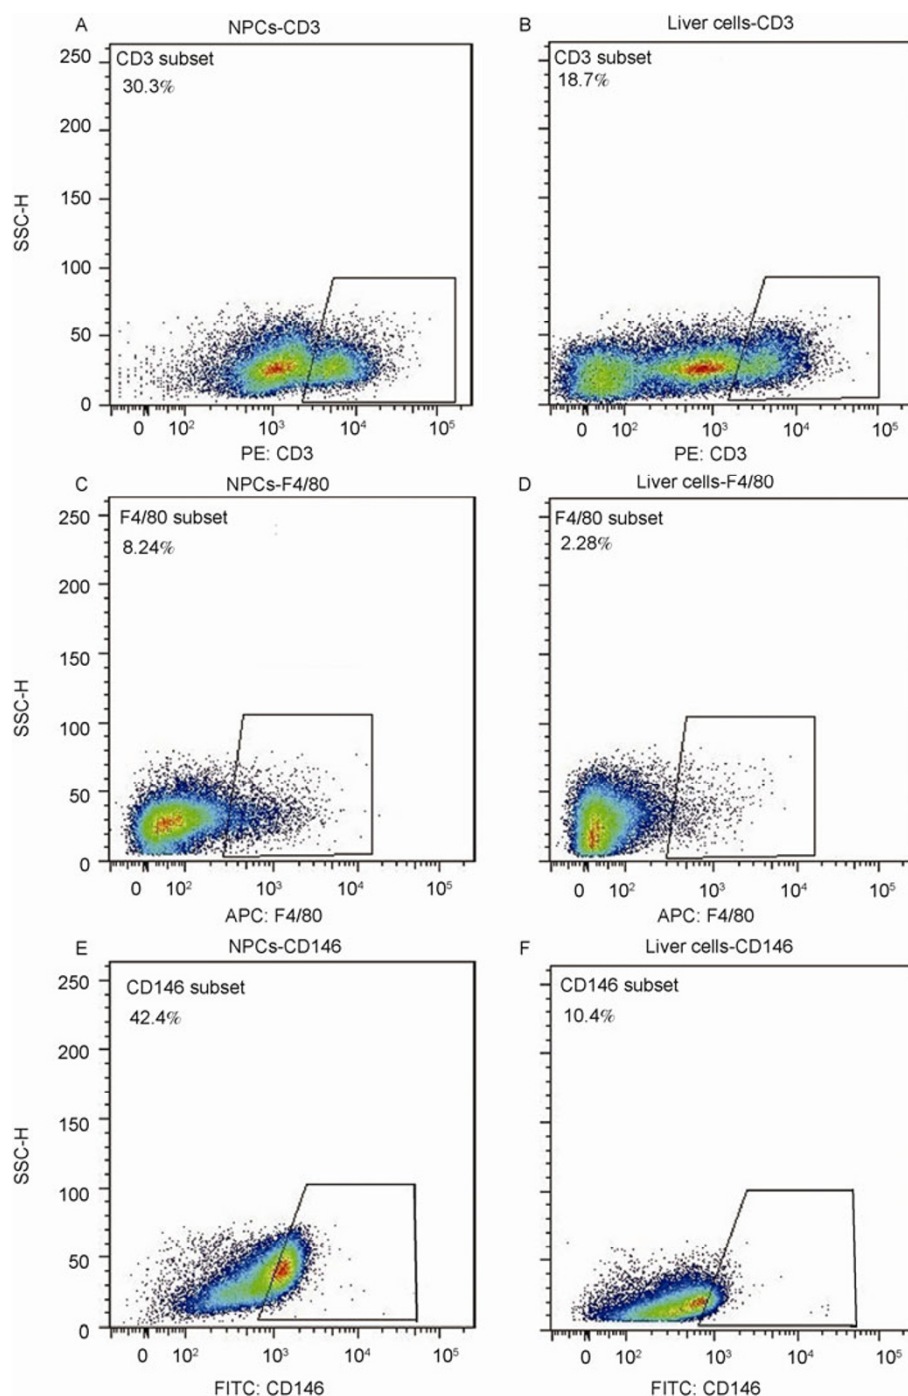 A NPCs-CD3
CD3 subset
30.3%
250
200
150
100
50
0
SSC-H
0 10² 10³ 10⁴ 10⁵
PE: CD3
B Liver cells-CD3
CD3 subset
18.7%
0 10² 10³ 10⁴ 10⁵
PE: CD3
C NPCs-F4/80
F4/80 subset
8.24%
250
200
150
100
50
0
SSC-H
0 10² 10³ 10⁴ 10⁵
APC: F4/80
D Liver cells-F4/80
F4/80 subset
2.28%
0 10² 10³ 10⁴ 10⁵
APC: F4/80
E NPCs-CD146
CD146 subset
42.4%
250
200
150
100
50
0
SSC-H
0 10² 10³ 10⁴ 10⁵
FITC: CD146
F Liver cells-CD146
CD146 subset
10.4%
0 10² 10³ 10⁴ 10⁵
FITC: CD146